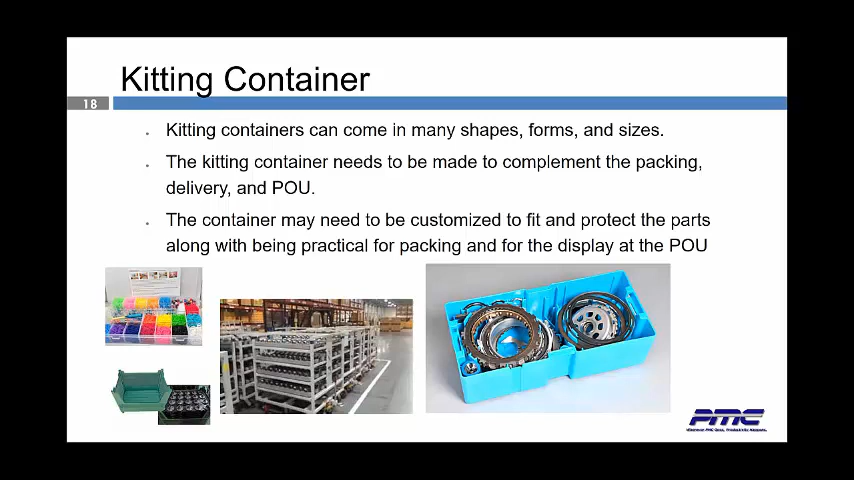 Kitting Container
18
Kitting containers can come in many shapes, forms, and sizes.
The kitting container needs to be made to complement the packing,
delivery, and POU.
The container may need to be customized to fit and protect the parts
along with being practical for packing and for the display at the POU
PMC